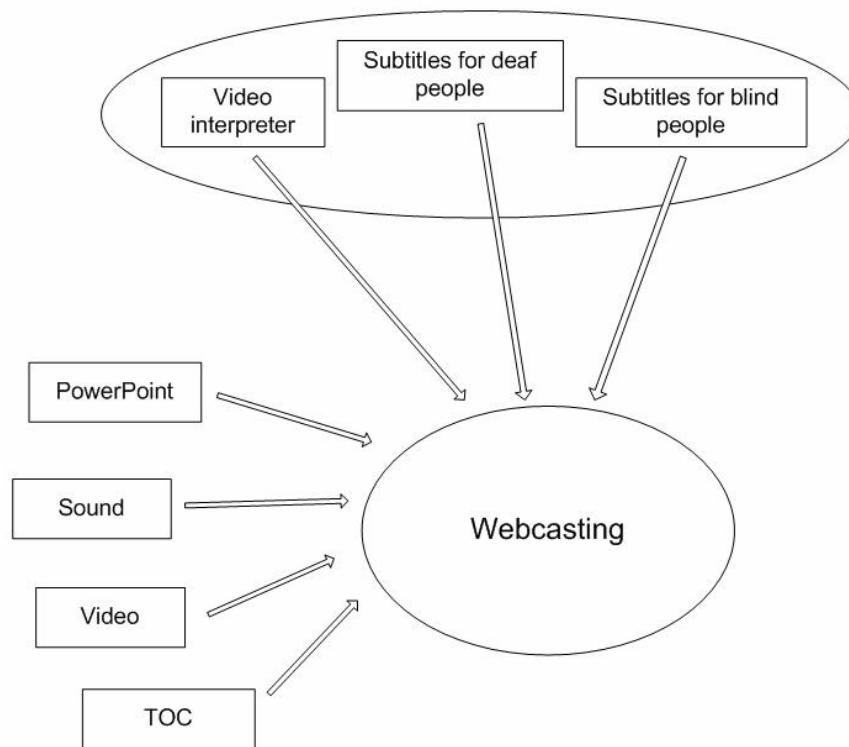 Subtitles for deaf
people
Video
interpreter
Subtitles for blind
people
PowerPoint
Sound
Video
TOC
Webcasting